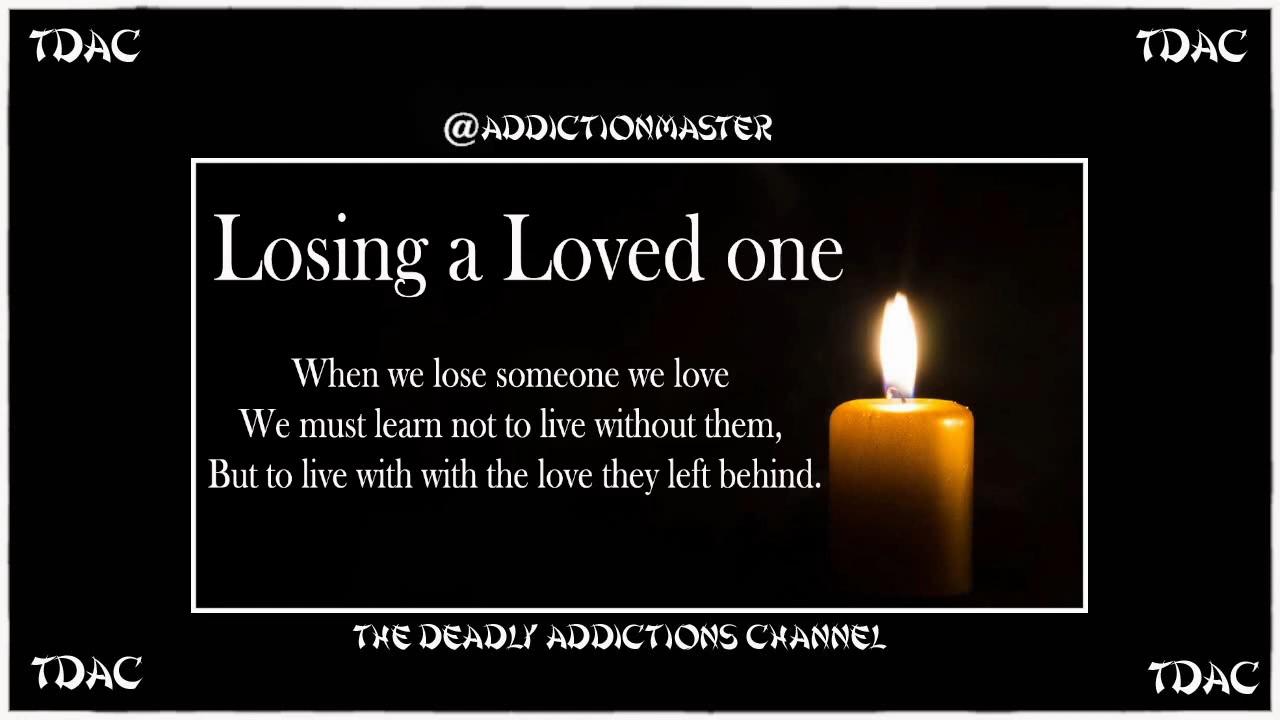 TDAC
TDAC
@ADDICTIONMASTER
Losing a Loved one
When we lose someone we love
We must learn not to live without them,
But to live with with the love they left behind.
THE DEADLY ADDICTIONS CHANNEL
TDAC
TDAC